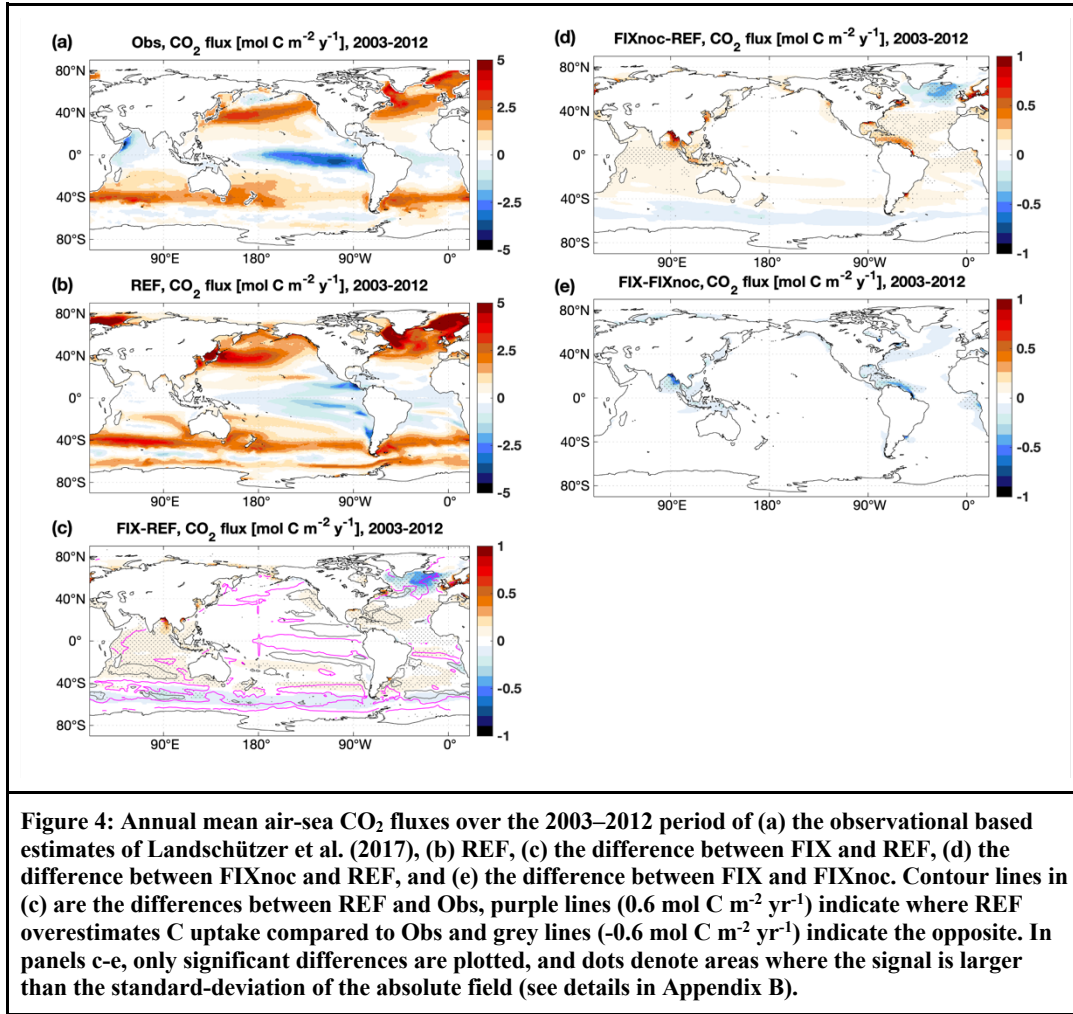 (a)
Obs, CO2 flux [mol C m-2 y-1], 2003-2012
80°N
40°N
0°
40°S
80°S
5
2.5
0
-2.5
-5
90°E
180°
90°W
0°
(b)
REF, CO2 flux [mol C m-2 y-1], 2003-2012
80°N
40°N
0°
40°S
80°S
5
2.5
0
-2.5
-5
90°E
180°
90°W
0°
(c)
FIX-REF, CO2 flux [mol C m-2 y-1], 2003-2012
80°N
40°N
0°
40°S
80°S
1
0.5
0
-0.5
-1
90°E
180°
90°W
0°
(d)
FIXnoc-REF, CO2 flux [mol C m-2 y-1], 2003-2012
80°N
40°N
0°
40°S
80°S
1
0.5
0
-0.5
-1
90°E
180°
90°W
0°
(e)
FIX-FIXnoc, CO2 flux [mol C m-2 y-1], 2003-2012
80°N
40°N
0°
40°S
80°S
1
0.5
0
-0.5
-1
90°E
180°
90°W
0°
Figure 4: Annual mean air-sea CO2 fluxes over the 2003–2012 period of (a) the observational based
estimates of Landschützer et al. (2017), (b) REF, (c) the difference between FIX and REF, (d) the
difference between FIXnoc and REF, and (e) the difference between FIX and FIXnoc. Contour lines in
(c) are the differences between REF and Obs, purple lines (0.6 mol C m-2 yr-1) indicate where REF
overestimates C uptake compared to Obs and grey lines (-0.6 mol C m-2 yr-1) indicate the opposite. In
panels c-e, only significant differences are plotted, and dots denote areas where the signal is larger
than the standard-deviation of the absolute field (see details in Appendix B).